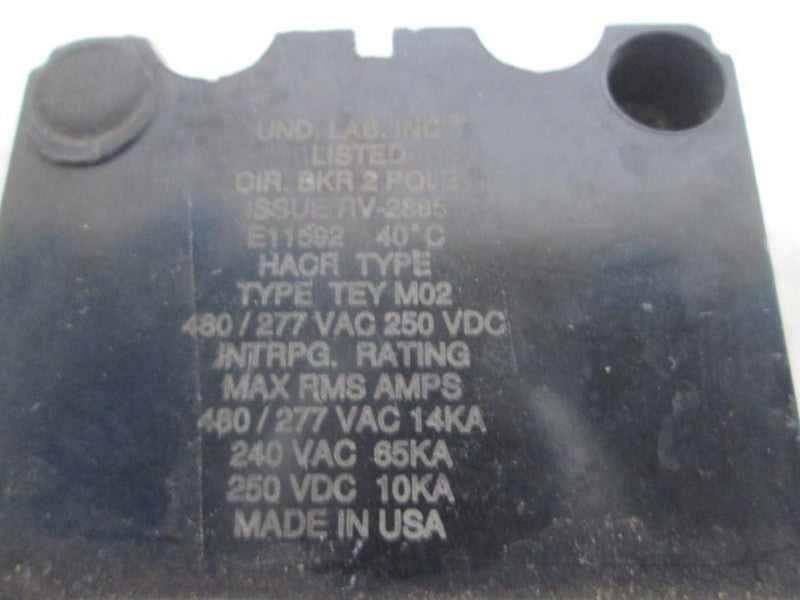 UND. LAB. INC ®
LISTED
CIR. BKR 2 POLE
ISSUE RV-2885
E11592 40°C
HACR TYPE
TYPE TEY M02
480 / 277 VAC 250 VDC
INTRPG. RATING
MAX RMS AMPS
480 / 277 VAC 14KA
240 VAC 65KA
250 VDC 10KA
MADE IN USA